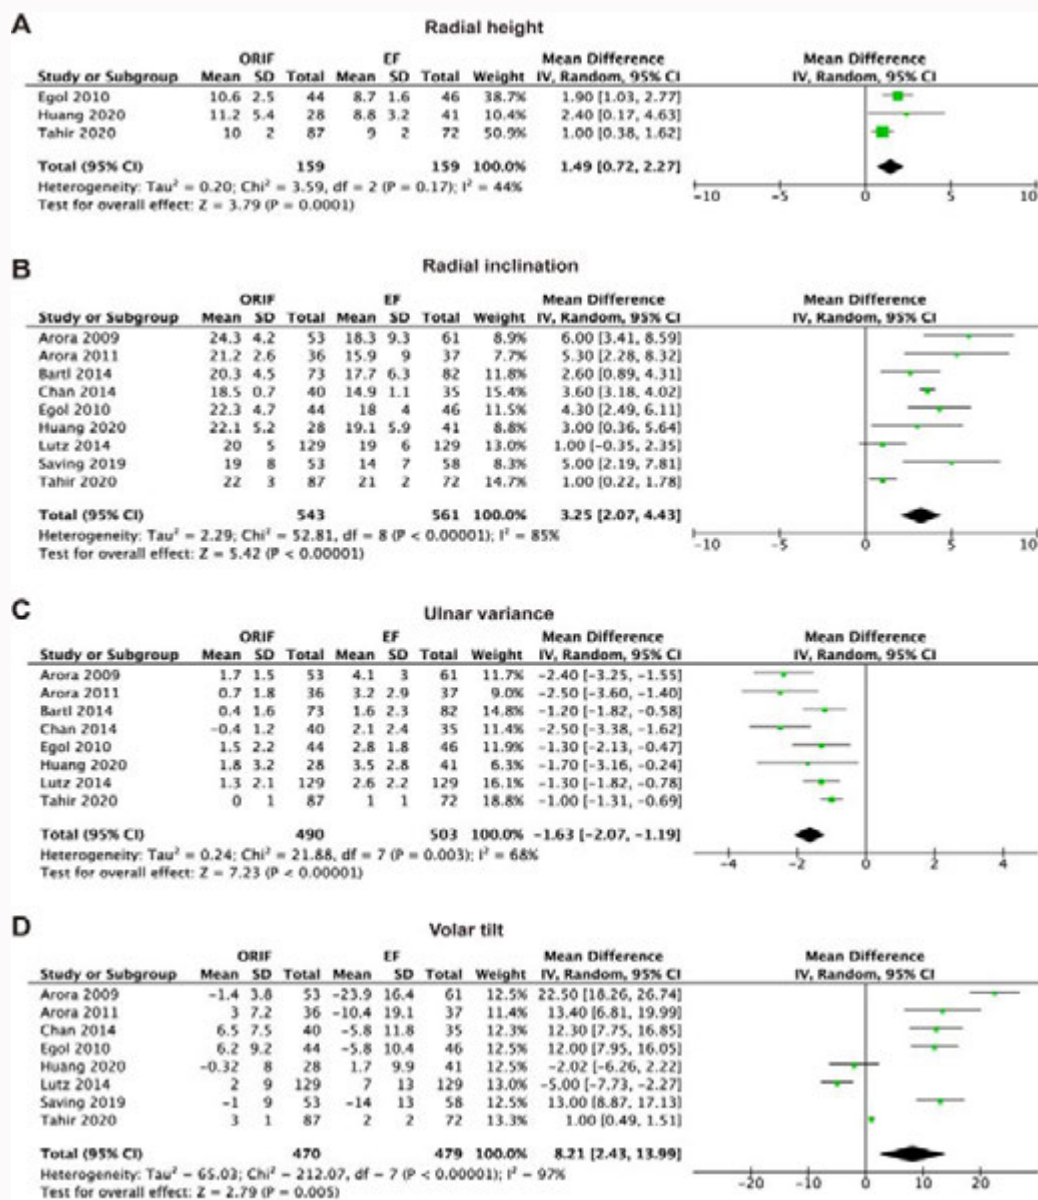 A
Radial height
ORIF EF Mean Difference Mean Difference
Study or Subgroup Mean SD Total Mean SD Total Weight IV, Random, 95% CI IV, Random, 95% CI
Egol 2010 10.6 2.5 44 8.7 1.6 46 38.7% 1.90 [1.03, 2.77]
Huang 2020 11.2 5.4 28 8.8 3.2 41 10.4% 2.40 [0.17, 4.63]
Tahir 2020 10 2 87 9 2 72 50.9% 1.00 [0.38, 1.62]
Total (95% CI) 159 159 100.0% 1.49 [0.72, 2.27]
Heterogeneity: Tau² = 0.20; Chi² = 3.59, df = 2 (P = 0.17); I² = 44%
Test for overall effect: Z = 3.79 (P = 0.0001)
-10 -5 0 5 10
B
Radial inclination
ORIF EF Mean Difference Mean Difference
Study or Subgroup Mean SD Total Mean SD Total Weight IV, Random, 95% CI IV, Random, 95% CI
Arora 2009 24.3 4.2 53 18.3 9.3 61 8.9% 6.00 [3.41, 8.59]
Arora 2011 21.2 2.6 36 15.9 9 37 7.7% 5.30 [2.28, 8.32]
Bartl 2014 20.3 4.5 73 17.7 6.3 82 11.8% 2.60 [0.89, 4.31]
Chan 2014 18.5 0.7 40 14.9 1.1 35 15.4% 3.60 [3.18, 4.02]
Egol 2010 22.3 4.7 44 18 4 46 11.5% 4.30 [2.49, 6.11]
Huang 2020 22.1 5.2 28 19.1 5.9 41 8.8% 3.00 [0.36, 5.64]
Lutz 2014 20 5 129 19 6 129 13.0% 1.00 [-0.35, 2.35]
Saving 2019 19 8 53 14 7 58 8.3% 5.00 [2.19, 7.81]
Tahir 2020 22 3 87 21 2 72 14.7% 1.00 [0.22, 1.78]
Total (95% CI) 543 561 100.0% 3.25 [2.07, 4.43]
Heterogeneity: Tau² = 2.29; Chi² = 52.81, df = 8 (P < 0.00001); I² = 85%
Test for overall effect: Z = 5.42 (P < 0.00001)
-10 -5 0 5 10
C
Ulnar variance
ORIF EF Mean Difference Mean Difference
Study or Subgroup Mean SD Total Mean SD Total Weight IV, Random, 95% CI IV, Random, 95% CI
Arora 2009 1.7 1.5 53 4.1 3 61 11.7% -2.40 [-3.25, -1.55]
Arora 2011 0.7 1.8 36 3.2 2.9 37 9.0% -2.50 [-3.60, -1.40]
Bartl 2014 0.4 1.6 73 1.6 2.3 82 14.8% -1.20 [-1.82, -0.58]
Chan 2014 -0.4 1.2 40 2.1 2.4 35 11.4% -2.50 [-3.38, -1.62]
Egol 2010 1.5 2.2 44 2.8 1.8 46 11.9% -1.30 [-2.13, -0.47]
Huang 2020 1.8 3.2 28 3.5 2.8 41 6.3% -1.70 [-3.16, -0.24]
Lutz 2014 1.3 2.1 129 2.6 2.2 129 16.1% -1.30 [-1.82, -0.78]
Tahir 2020 0 1 87 1 1 72 18.8% -1.00 [-1.31, -0.69]
Total (95% CI) 490 503 100.0% -1.63 [-2.07, -1.19]
Heterogeneity: Tau² = 0.24; Chi² = 21.88, df = 7 (P = 0.003); I² = 68%
Test for overall effect: Z = 7.23 (P < 0.00001)
-4 -2 0 2 4
D
Volar tilt
ORIF EF Mean Difference Mean Difference
Study or Subgroup Mean SD Total Mean SD Total Weight IV, Random, 95% CI IV, Random, 95% CI
Arora 2009 -1.4 3.8 53 -23.9 16.4 61 12.5% 22.50 [18.26, 26.74]
Arora 2011 3 7.2 36 -10.4 19.1 37 11.4% 13.40 [6.81, 19.99]
Chan 2014 6.5 7.5 40 -5.8 11.8 35 12.3% 12.30 [7.75, 16.85]
Egol 2010 6.2 9.2 44 -5.8 10.4 46 12.5% 12.00 [7.95, 16.05]
Huang 2020 -0.32 8 28 1.7 9.9 41 12.5% -2.02 [-6.26, 2.22]
Lutz 2014 2 9 129 7 13 129 13.0% -5.00 [-7.73, -2.27]
Saving 2019 -1 9 53 -14 13 58 12.5% 13.00 [8.87, 17.13]
Tahir 2020 3 1 87 2 2 72 13.3% 1.00 [0.49, 1.51]
Total (95% CI) 470 479 100.0% 8.21 [2.43, 13.99]
Heterogeneity: Tau² = 65.03; Chi² = 212.07, df = 7 (P < 0.00001); I² = 97%
Test for overall effect: Z = 2.79 (P = 0.005)
-20 -10 0 10 20